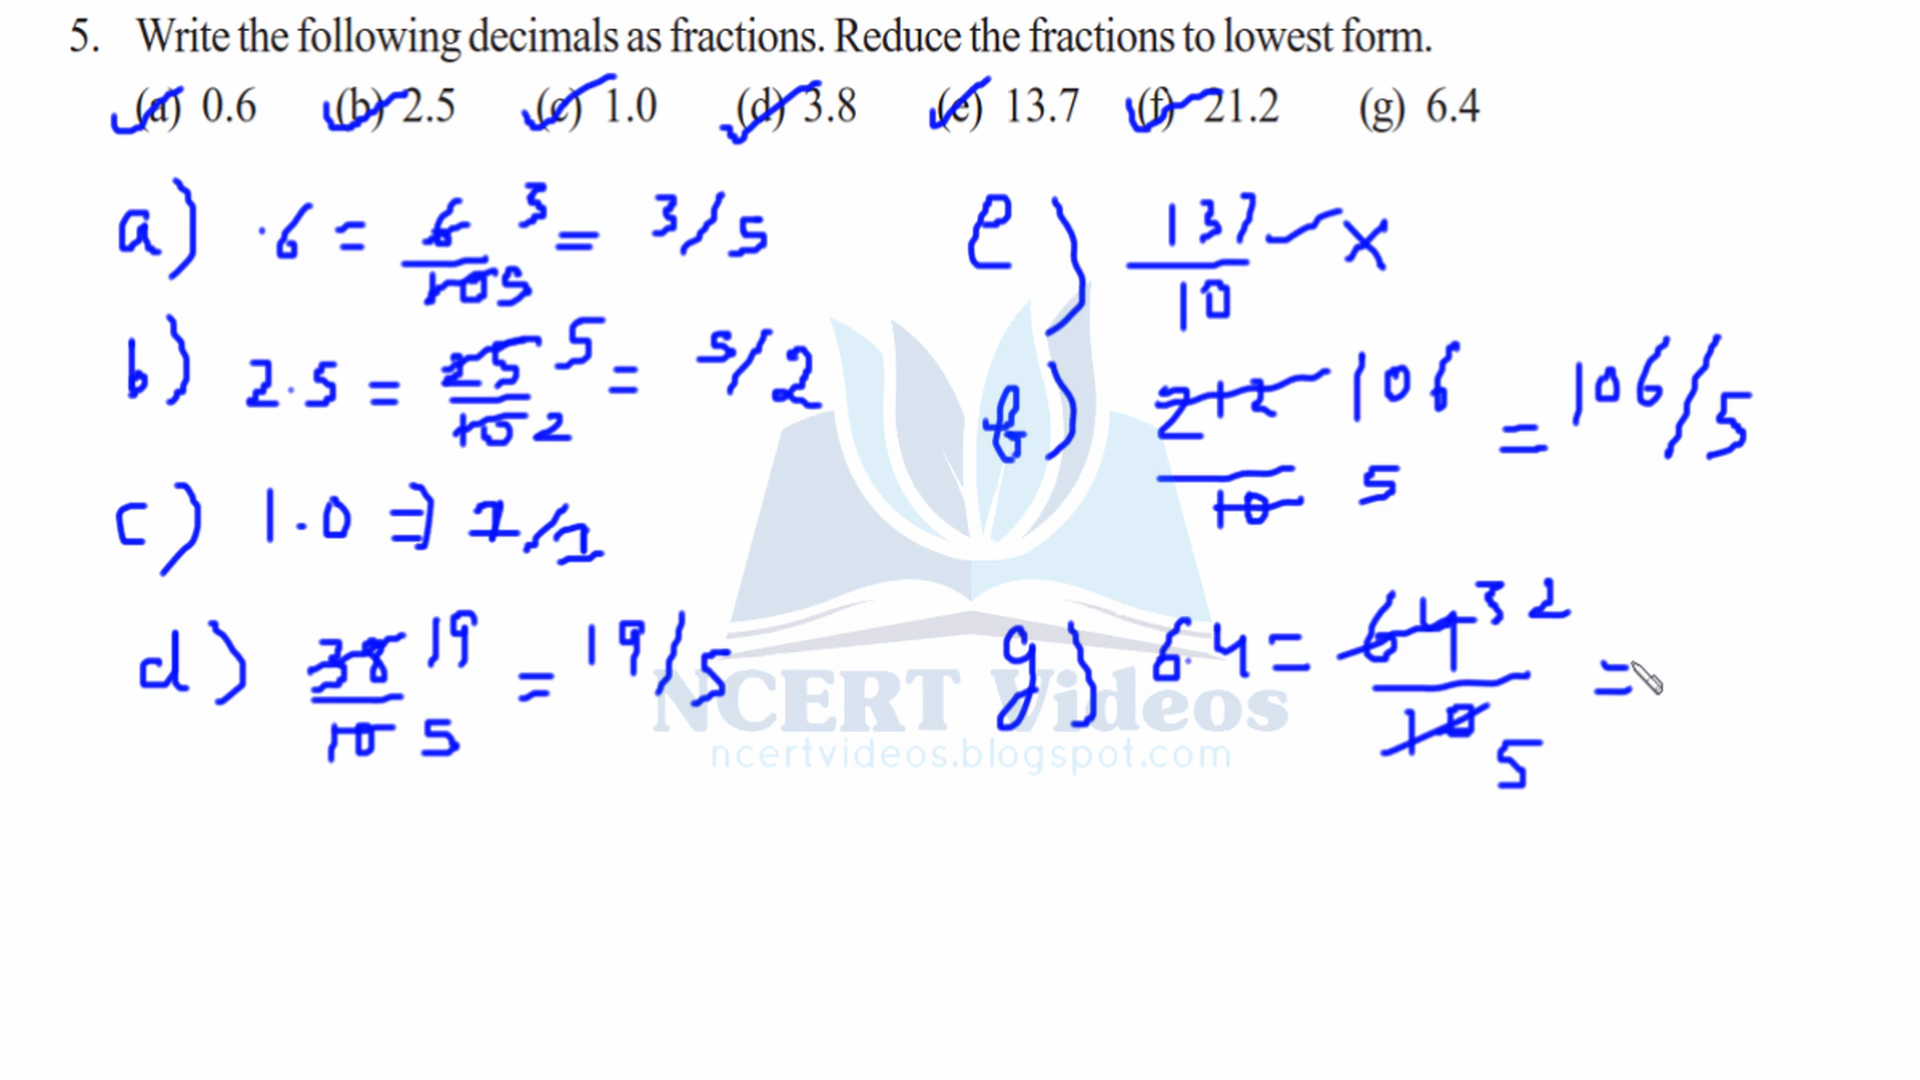 5. Write the following decimals as fractions. Reduce the fractions to lowest form.
(a) 0.6 (b) 2.5 (c) 1.0 (d) 3.8 (e) 13.7 (f) 21.2 (g) 6.4
a) .6 = 6/10 3 5 = 3/5
b) 2.5 = 25/10 5 2 = 5/2
c) 1.0 ⇒ 1/1
d) 38/10 19 5 = 19/5
e) 137/10 x
f) 212/10 106 5 = 106/5
g) 6.4 = 64/10 32 5 =
NCERT Videos
ncertvideos.blogspot.com